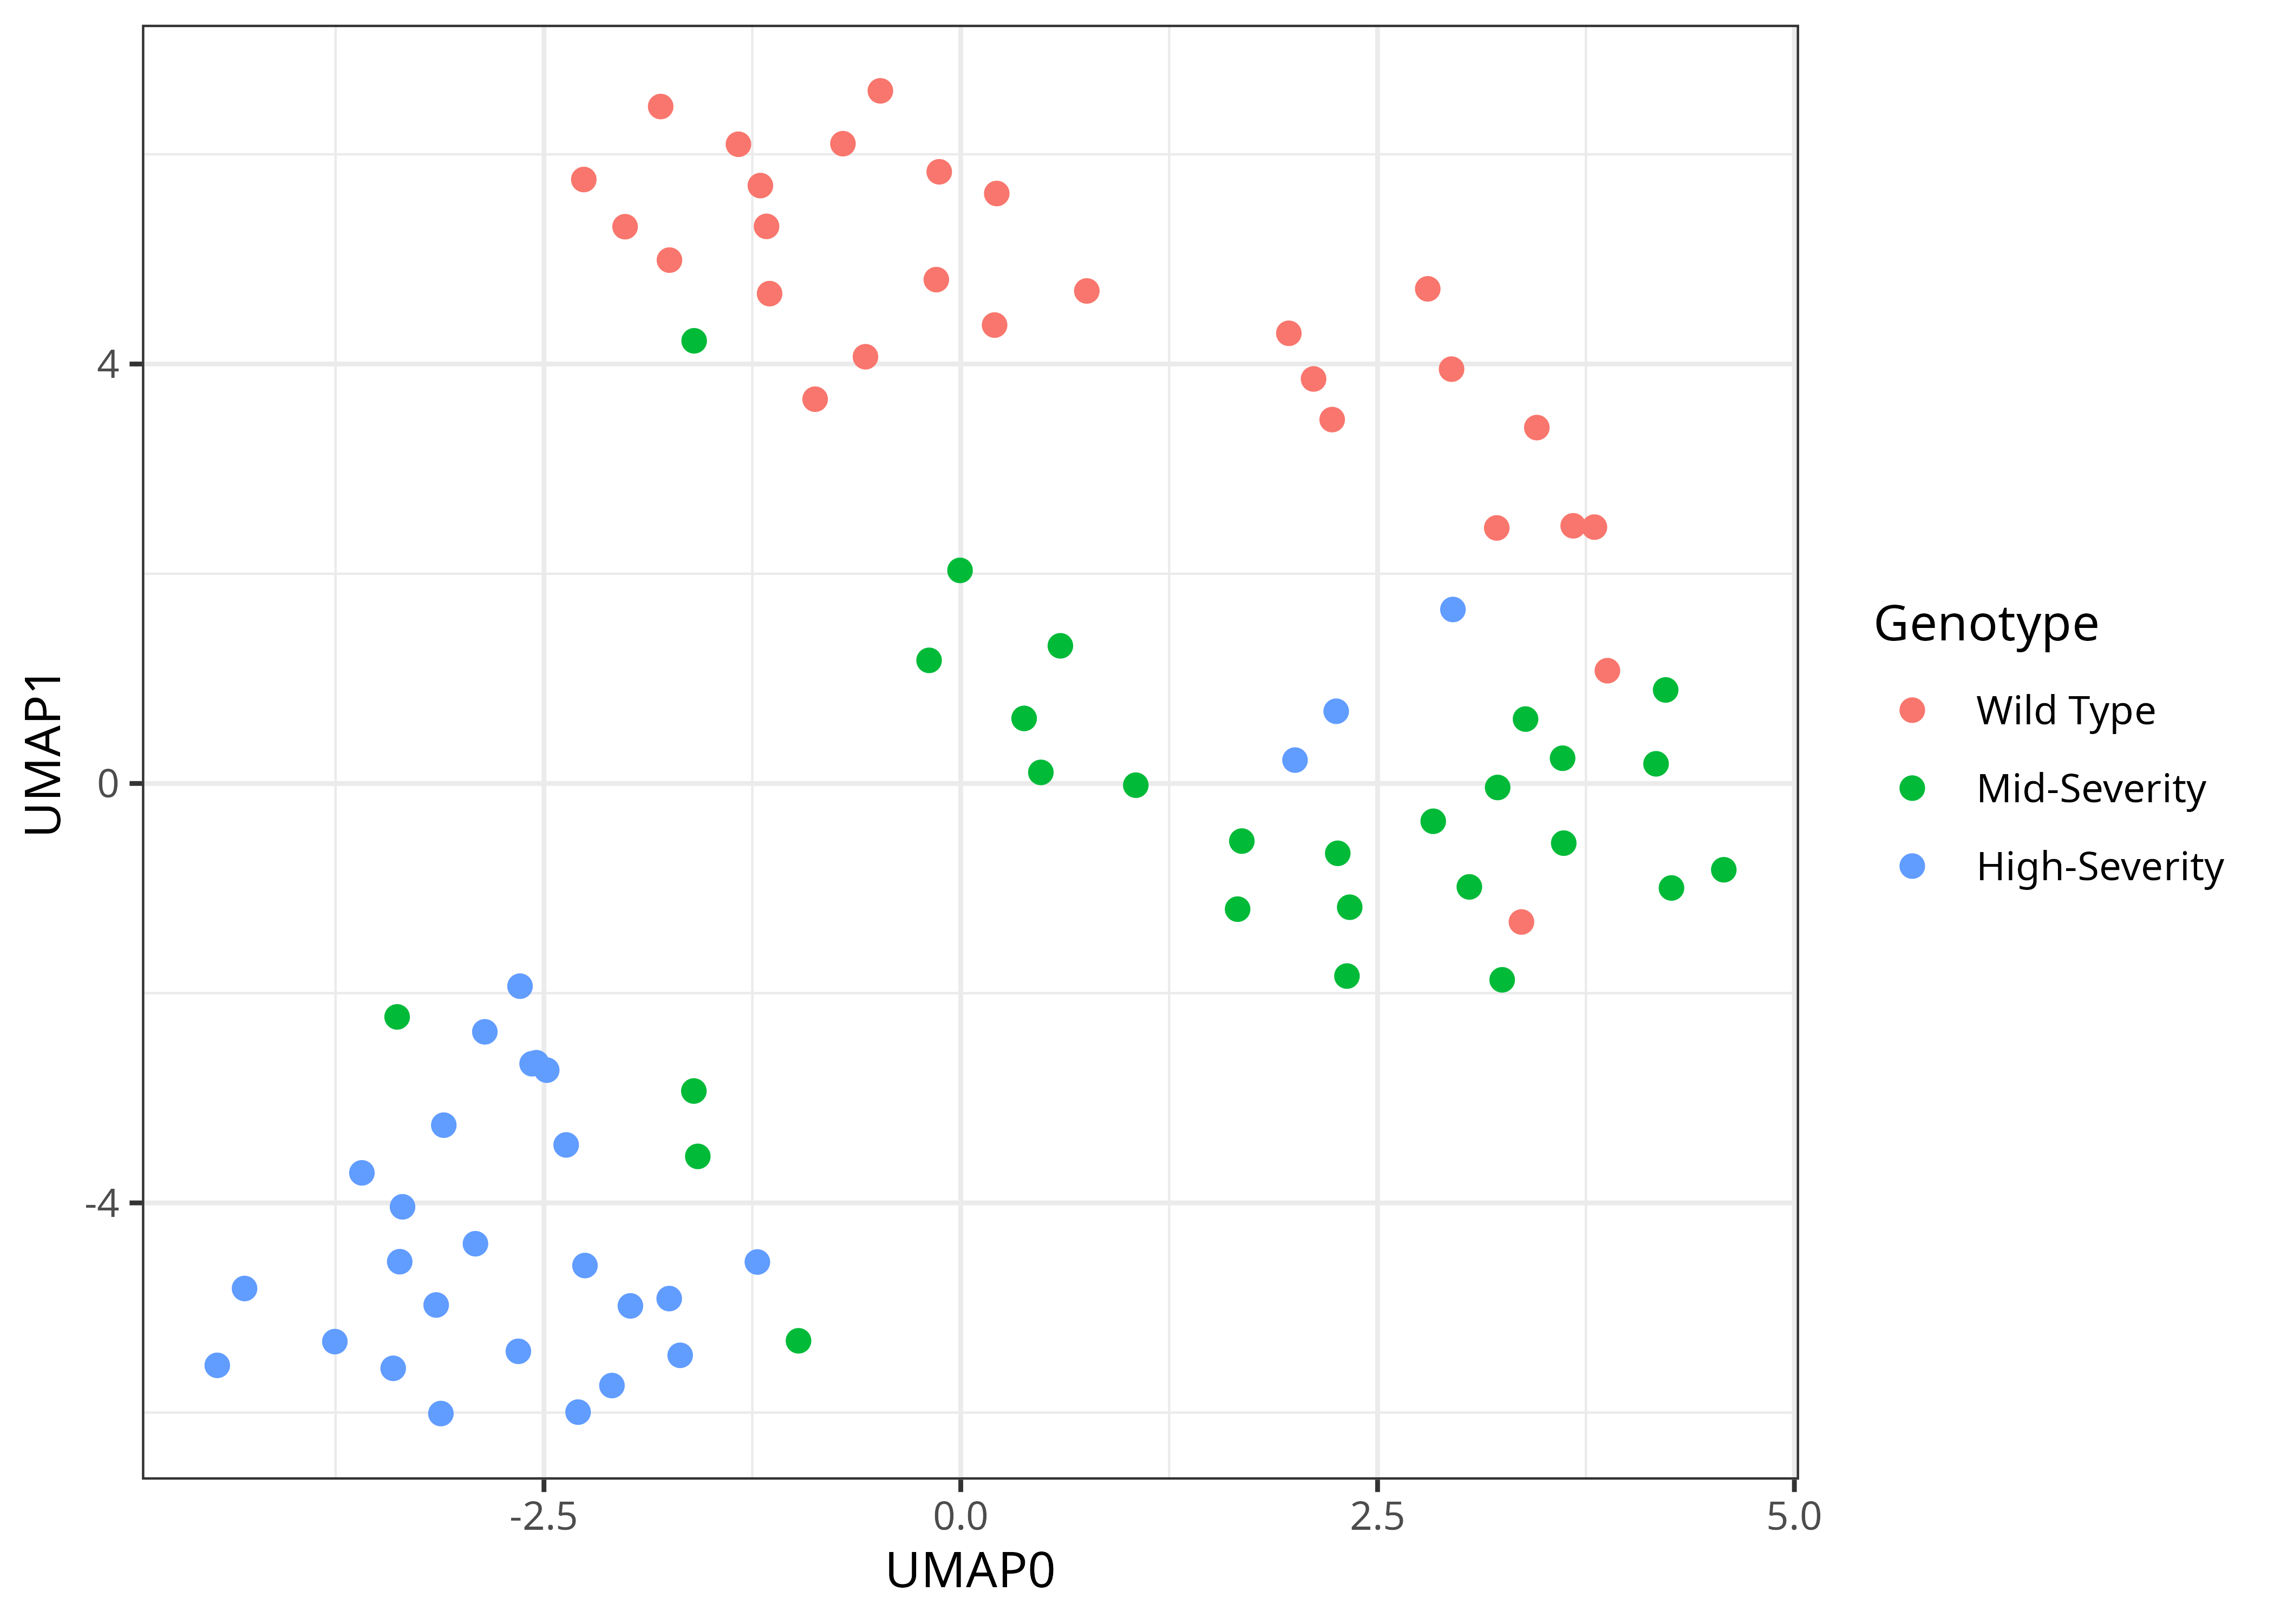 4
0
-4
UMAP1
-2.5
0.0
2.5
5.0
UMAP0
Genotype
Wild Type
Mid-Severity
High-Severity